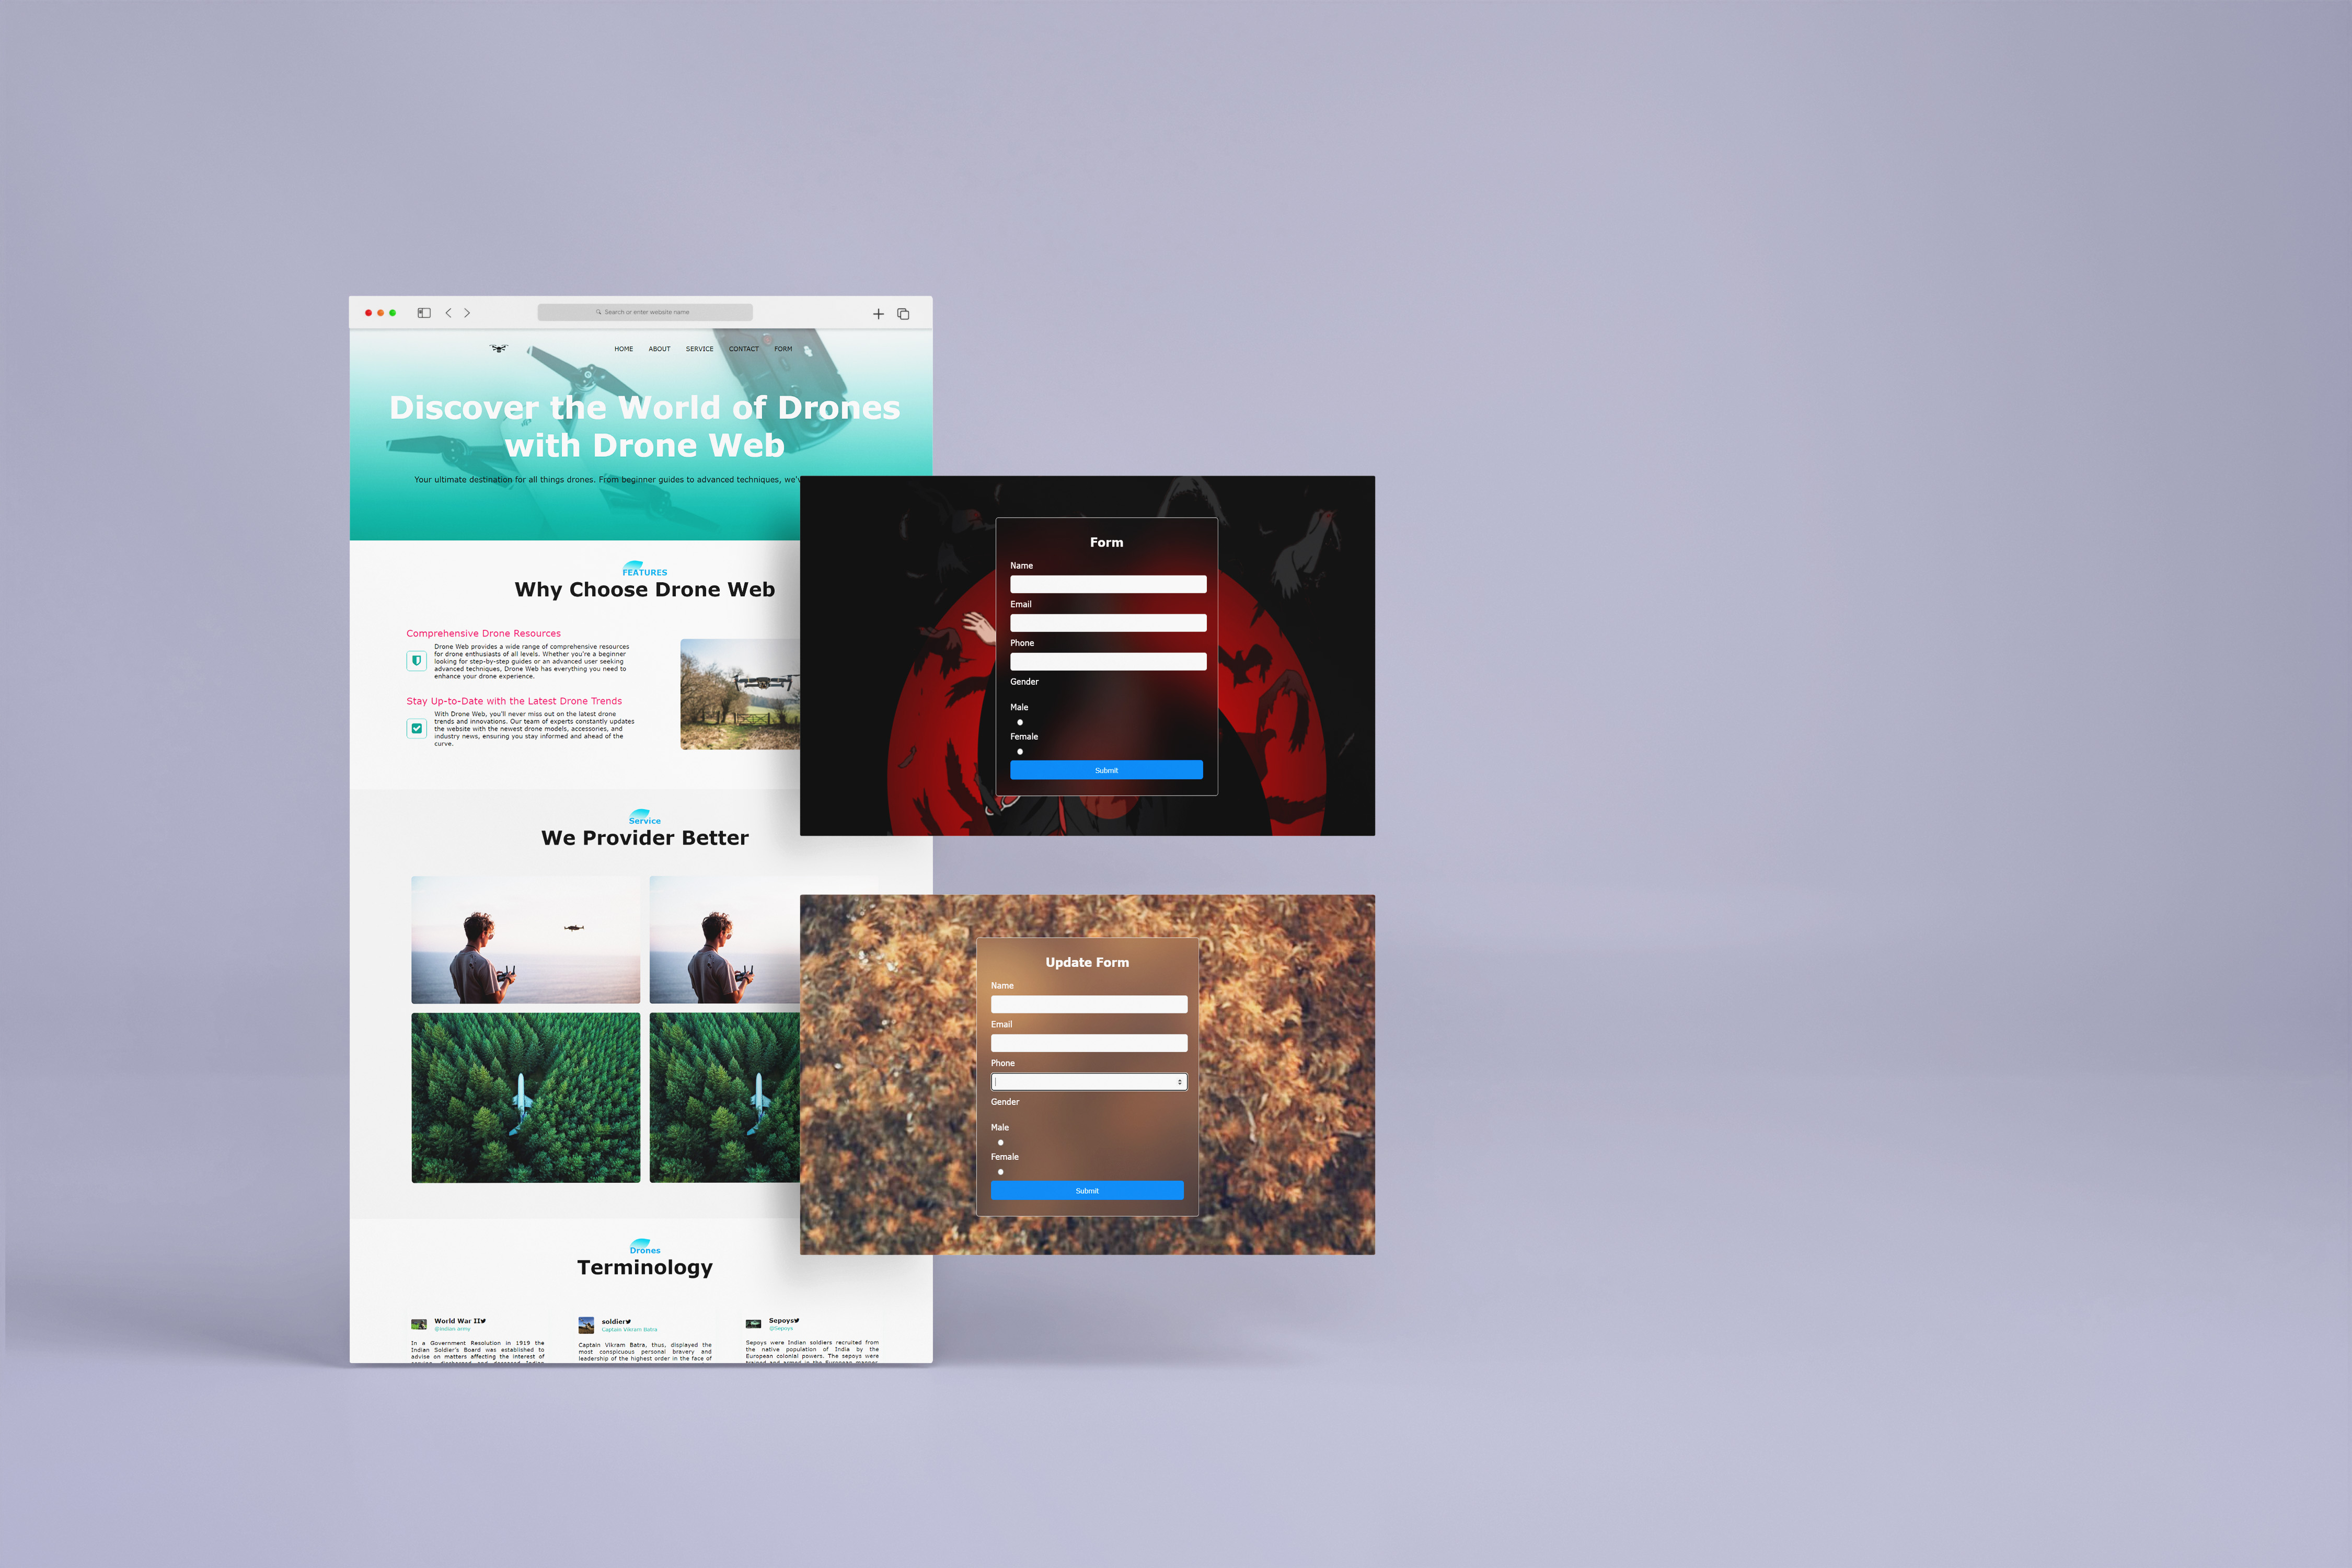 Search or enter website name
HOME ABOUT SERVICE CONTACT FORM
Discover the World of Drones
with Drone Web
Your ultimate destination for all things drones. From beginner guides to advanced techniques, we'v
FEATURES
Why Choose Drone Web
Comprehensive Drone Resources
Drone Web provides a wide range of comprehensive resources
for drone enthusiasts of all levels. Whether you're a beginner
looking for step-by-step guides or an advanced user seeking
advanced techniques, Drone Web has everything you need to
enhance your drone experience.
Stay Up-to-Date with the Latest Drone Trends
With Drone Web, you'll never miss out on the latest drone
trends and innovations. Our team of experts constantly updates
the website with the newest drone models, accessories, and
industry news, ensuring you stay informed and ahead of the
curve.
Service
We Provider Better
Drones
Terminology
World War II
@Indian army
In a Government Resolution in 1919 the
Indian Soldier's Board was established to
advise on matters affecting the interest of
soldier
Captain Vikram Batra
Captain Vikram Batra, thus, displayed the
most conspicuous personal bravery and
leadership of the highest order in the face of
Sepoys
@Sepoys
Sepoys were Indian soldiers recruited from
the native population of India by the
European colonial powers. The sepoys were
Form
Name
Email
Phone
Gender
Male
Female
Submit
Update Form
Name
Email
Phone
Gender
Male
Female
Submit